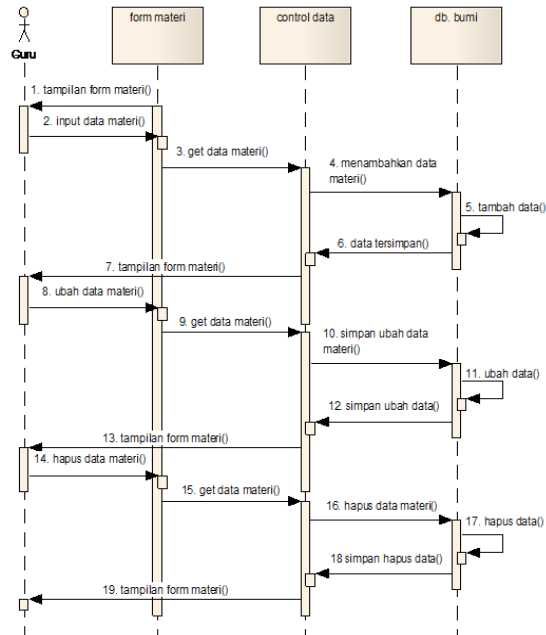 form materi
control data
db. bumi
Guru
1. tampilan form materi()
2. input data materi()
3. get data materi()
4. menambahkan data
materi()
5. tambah data()
6. data tersimpan()
7. tampilan form materi()
8. ubah data materi()
9. get data materi()
10. simpan ubah data
materi()
11. ubah data()
12. simpan ubah data()
13. tampilan form materi()
14. hapus data materi()
15. get data materi()
16. hapus data materi()
17. hapus data()
18 simpan hapus data()
19. tampilan form materi()